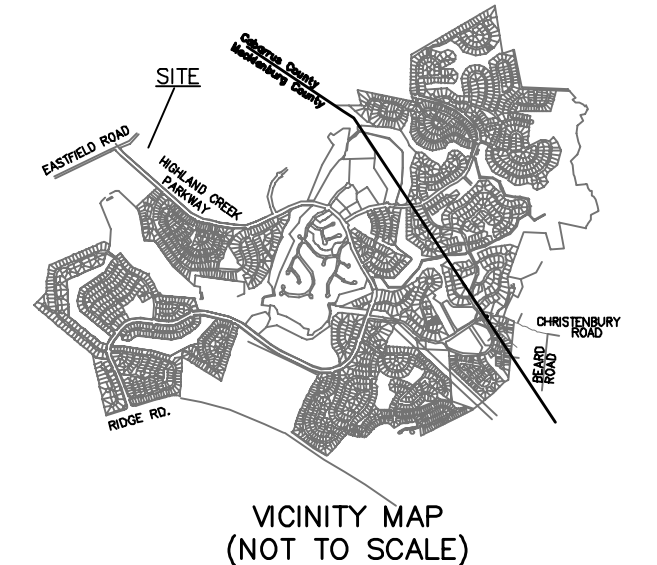 Cabarrus County
Mecklenburg County
SITE
EASTFIELD ROAD
HIGHLAND CREEK
PARKWAY
CHRISTENBURY
ROAD
BEARD
ROAD
RIDGE RD.
VICINITY MAP
(NOT TO SCALE)